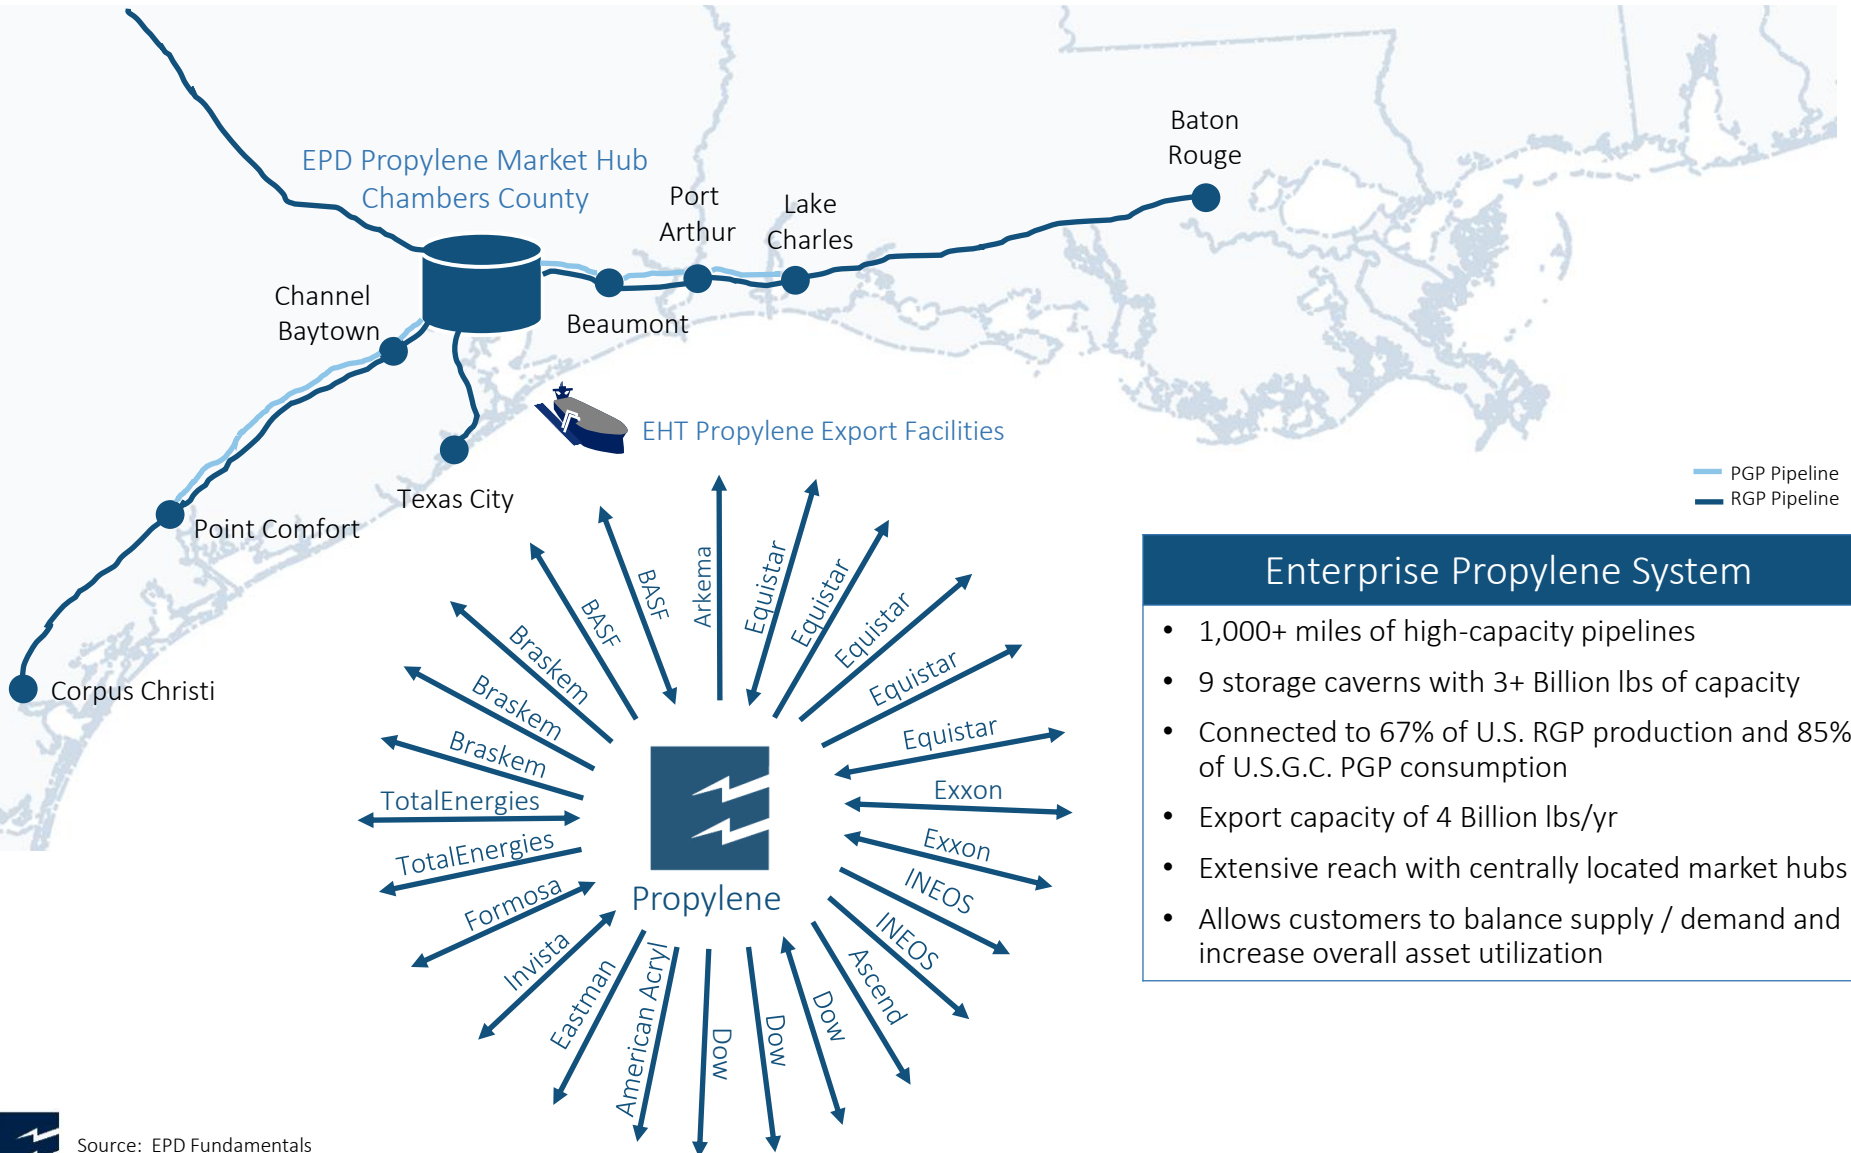 EPD Propylene Market Hub
Chambers County
Baton
Rouge
Port
Arthur
Lake
Charles
Channel
Baytown
Beaumont
EHT Propylene Export Facilities
Texas City
Point Comfort
Corpus Christi
PGP Pipeline
RGP Pipeline
Arkema
Equistar
Equistar
Equistar
Equistar
Equistar
Exxon
Exxon
INEOS
INEOS
Ascend
Dow
Dow
Dow
American Acryl
Eastman
Invista
Formosa
TotalEnergies
TotalEnergies
Braskem
Braskem
Braskem
BASF
BASF
Propylene
Enterprise Propylene System
• 1,000+ miles of high-capacity pipelines
• 9 storage caverns with 3+ Billion lbs of capacity
• Connected to 67% of U.S. RGP production and 85%
of U.S.G.C. PGP consumption
• Export capacity of 4 Billion lbs/yr
• Extensive reach with centrally located market hubs
• Allows customers to balance supply / demand and
increase overall asset utilization
Source: EPD Fundamentals